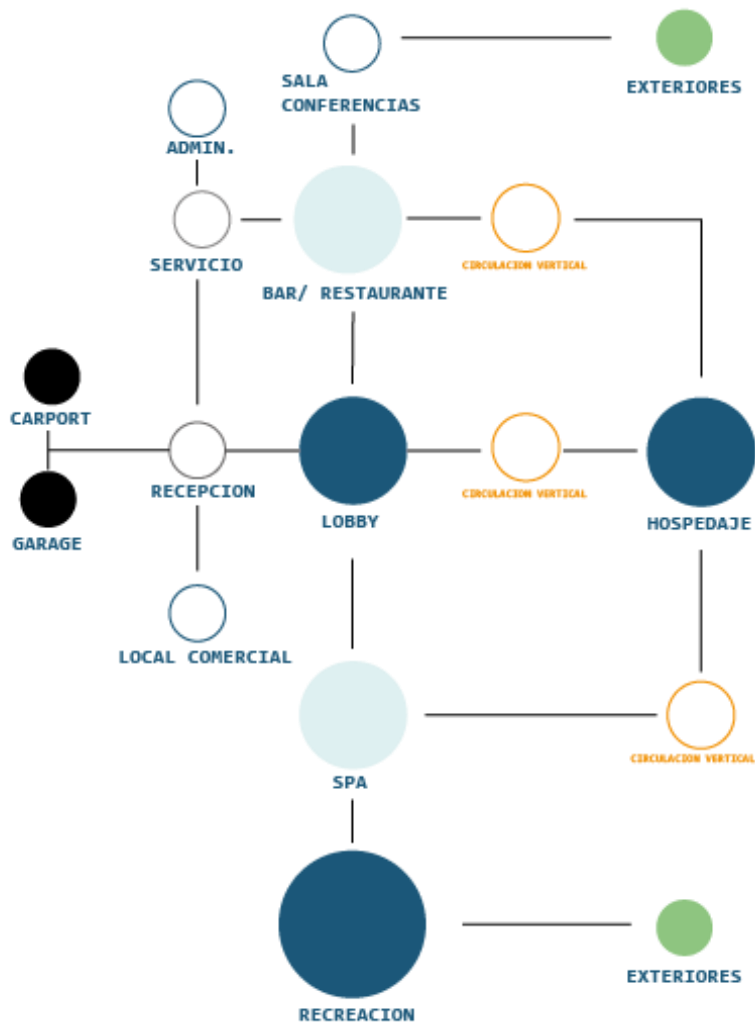 SALA
CONFERENCIAS
EXTERIORES
ADMIN.
SERVICIO
CIRCULACION VERTICAL
BAR/ RESTAURANTE
CARPORT
RECEPCION
CIRCULACION VERTICAL
LOBBY
HOSPEDAJE
GARAGE
LOCAL COMERCIAL
CIRCULACION VERTICAL
SPA
EXTERIORES
RECREACION